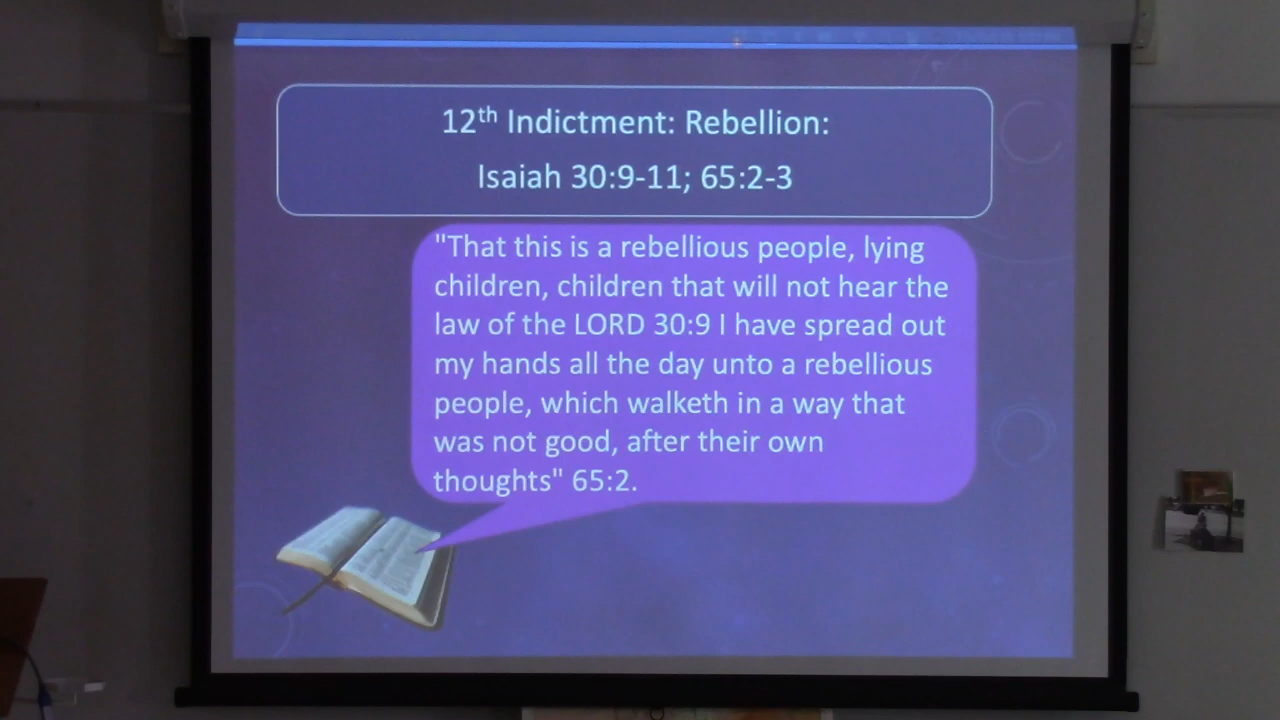 12th Indictment: Rebellion:
Isaiah 30:9-11; 65:2-3
"That this is a rebellious people, lying
children, children that will not hear the
law of the LORD 30:9 I have spread out
my hands all the day unto a rebellious
people, which walketh in a way that
was not good, after their own
thoughts" 65:2.